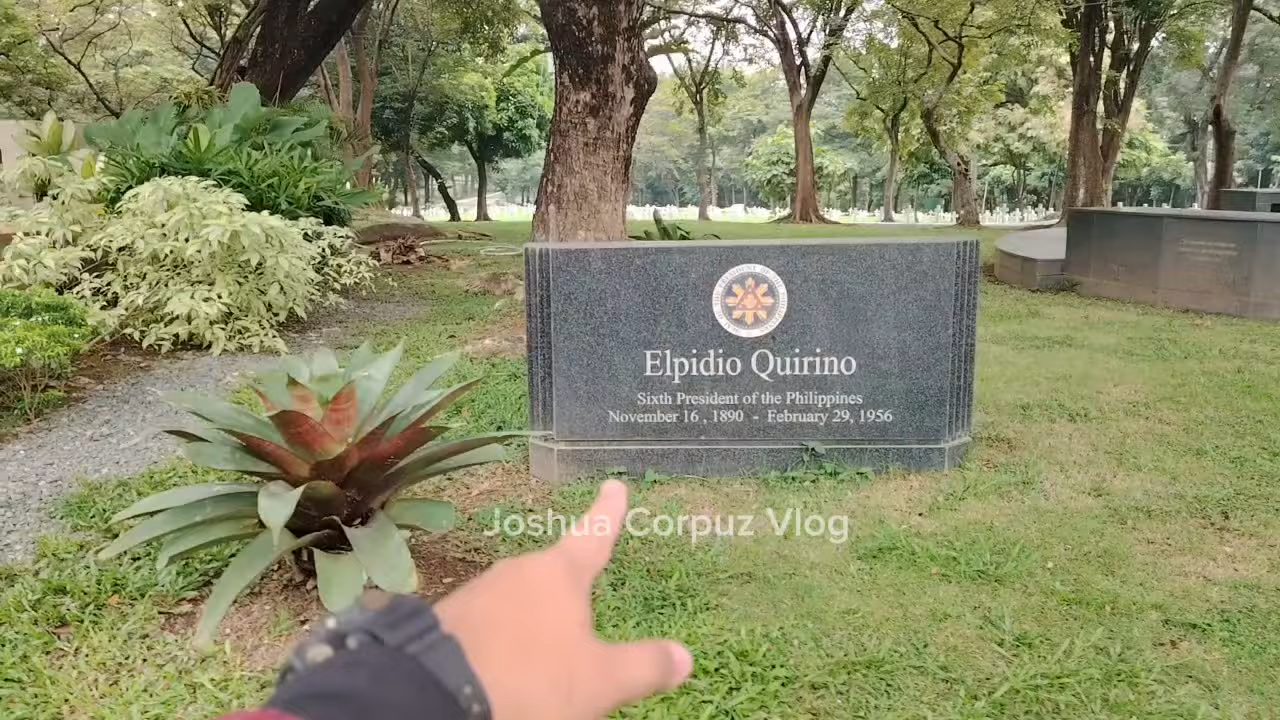 Elpidio Quirino
Sixth President of the Philippines
November 16 , 1890 - February 29, 1956
Joshua Corpuz Vlog